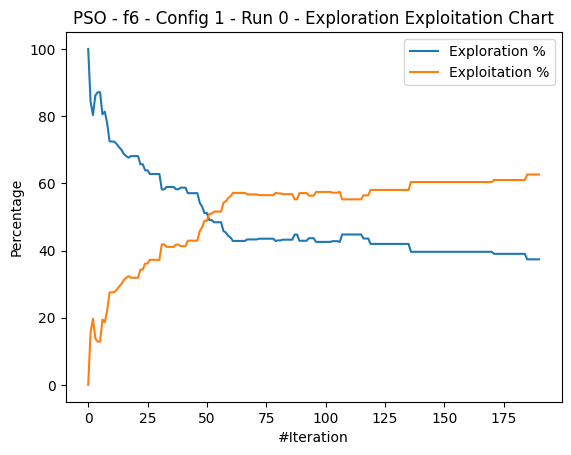 PSO - f6 - Config 1 - Run 0 - Exploration Exploitation Chart
Exploration %
Exploitation %
Percentage
100
80
60
40
20
0
0 25 50 75 100 125 150 175
#Iteration